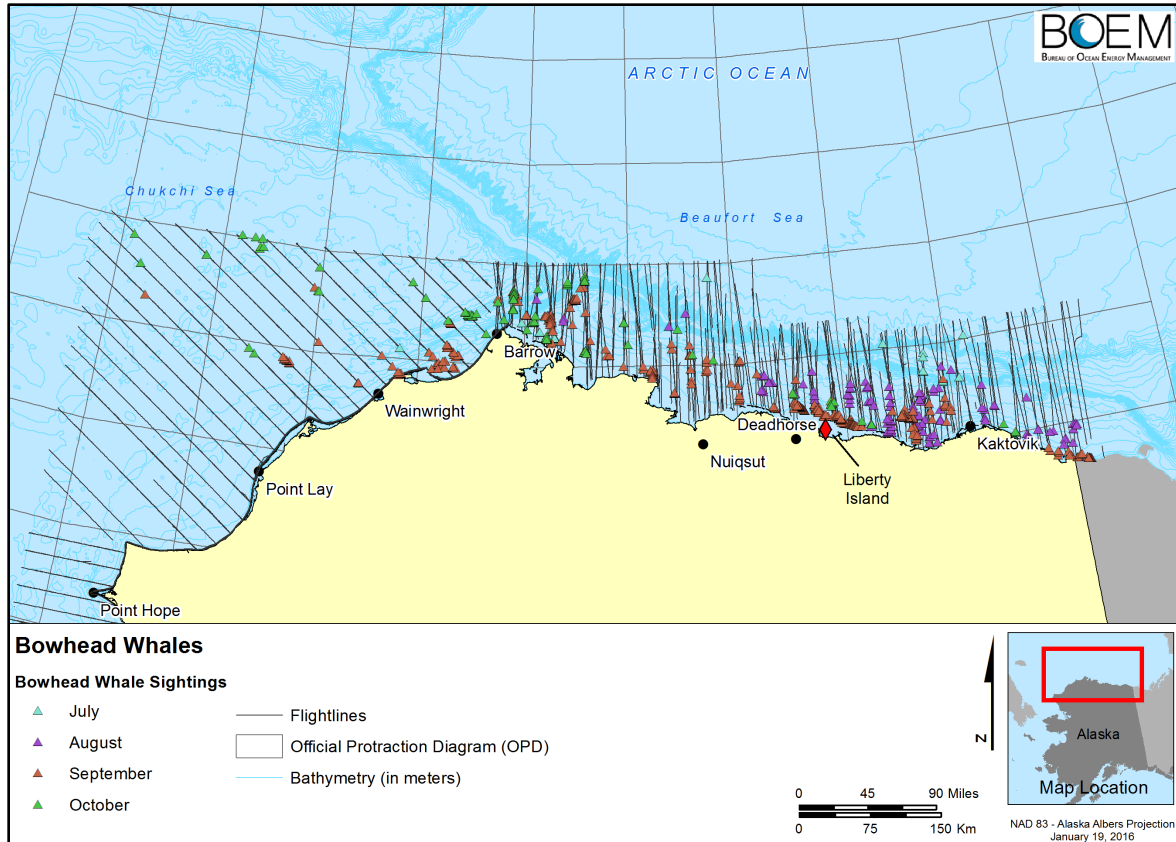 BOEM
BUREAU OF OCEAN ENERGY MANAGEMENT
ARCTIC OCEAN
Chukchi Sea
Beaufort Sea
Barrow
Wainwright
Deadhorse
Kaktovik
Nuiqsut
Liberty
Island
Point Lay
Point Hope
Bowhead Whales
Bowhead Whale Sightings
July
August
September
October
Flightlines
Official Protraction Diagram (OPD)
Bathymetry (in meters)
N
0 45 90 Miles
0 75 150 Km
Alaska
Map Location
NAD 83 - Alaska Albers Projection
January 19, 2016